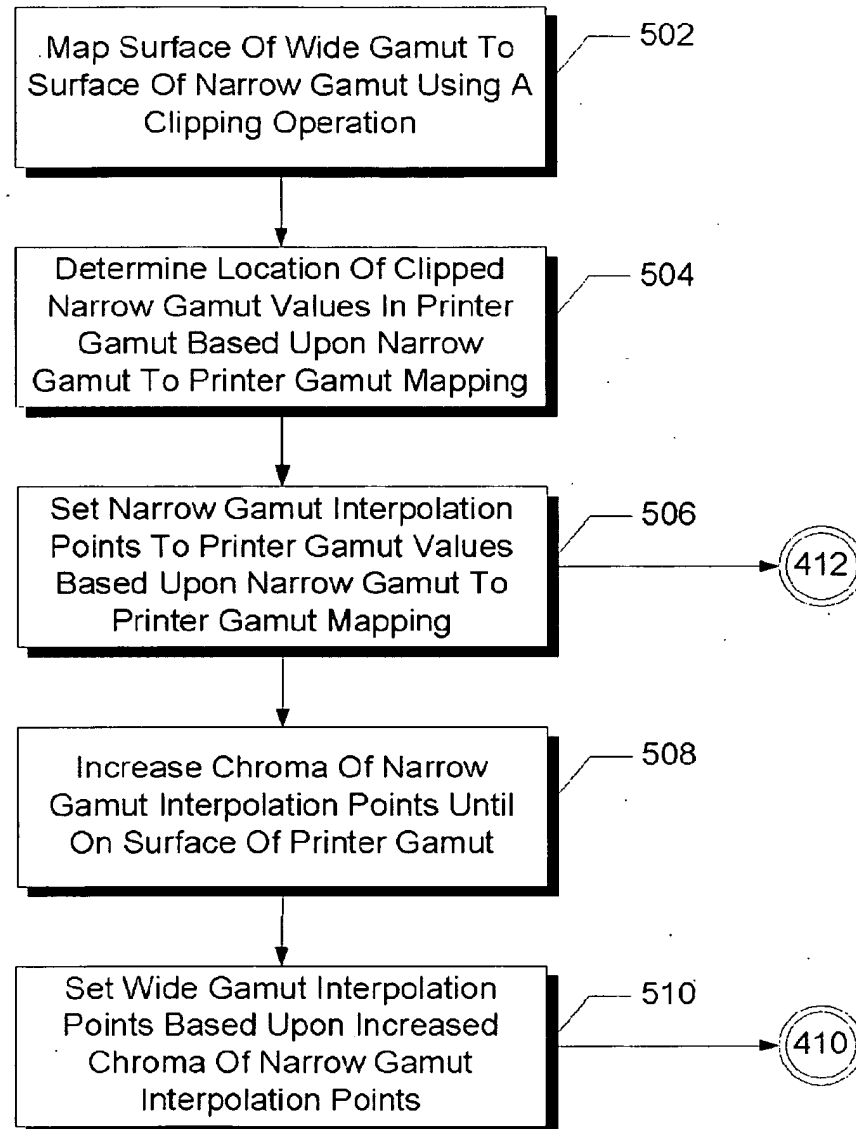 Map Surface Of Wide Gamut To
Surface Of Narrow Gamut Using A
Clipping Operation
502
Determine Location Of Clipped
Narrow Gamut Values In Printer
Gamut Based Upon Narrow
Gamut To Printer Gamut Mapping
504
Set Narrow Gamut Interpolation
Points To Printer Gamut Values
Based Upon Narrow Gamut To
Printer Gamut Mapping
506
412
Increase Chroma Of Narrow
Gamut Interpolation Points Until
On Surface Of Printer Gamut
508
Set Wide Gamut Interpolation
Points Based Upon Increased
Chroma Of Narrow Gamut
Interpolation Points
510
410